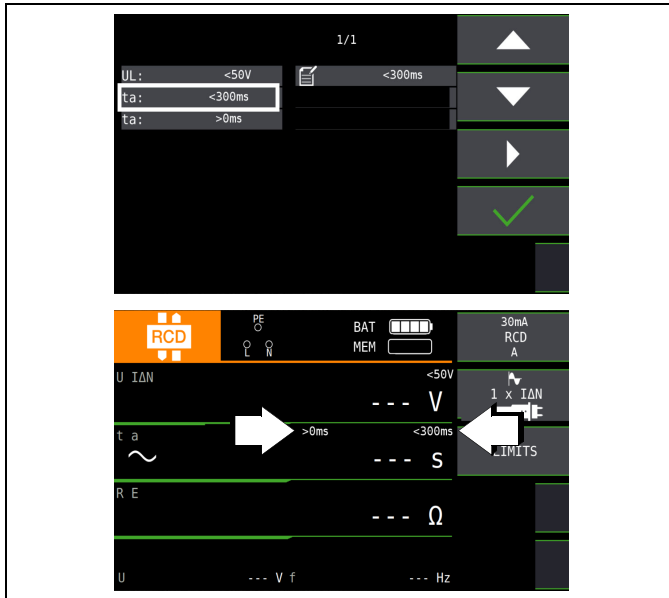 1/1
UL: <50V <300ms
ta: <300ms
ta: >0ms
RCD
PE
L N
BAT
MEM
30mA
RCD
A
U IΔN <50V
--- V
1 x IΔN
t a >0ms <300ms
--- s
LIMITS
R E
--- Ω
U --- V f --- Hz